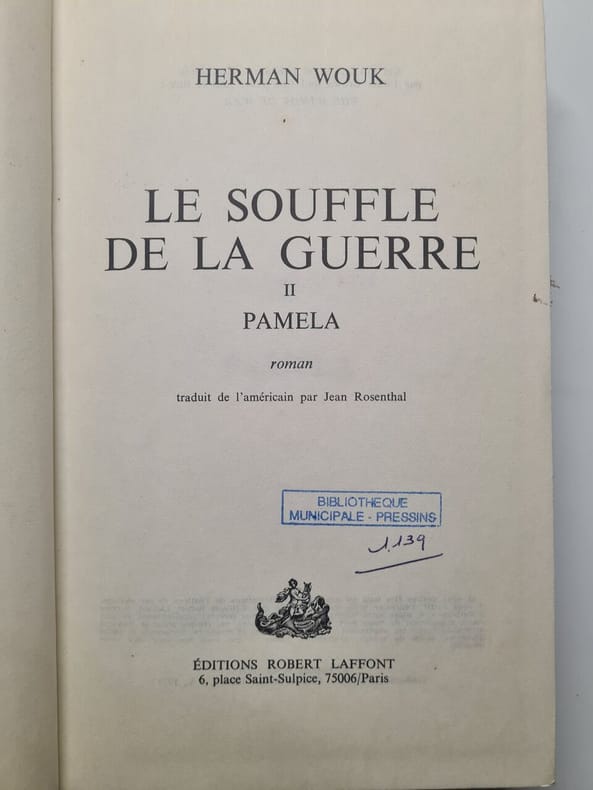 HERMAN WOUK
LE SOUFFLE
DE LA GUERRE
II
PAMELA
roman
traduit de l'américain par Jean Rosenthal
BIBLIOTHEQUE
MUNICIPALE - PRESSINS
1.139
ÉDITIONS ROBERT LAFFONT
6, place Saint-Sulpice, 75006/Paris